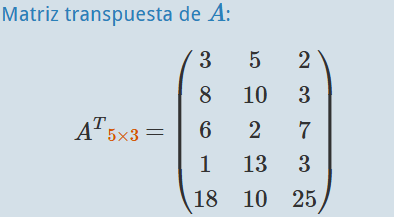 Matriz transpuesta de A:
3 5 2
8 10 3
A^T 5×3 = 6 2 7
1 13 3
18 10 25